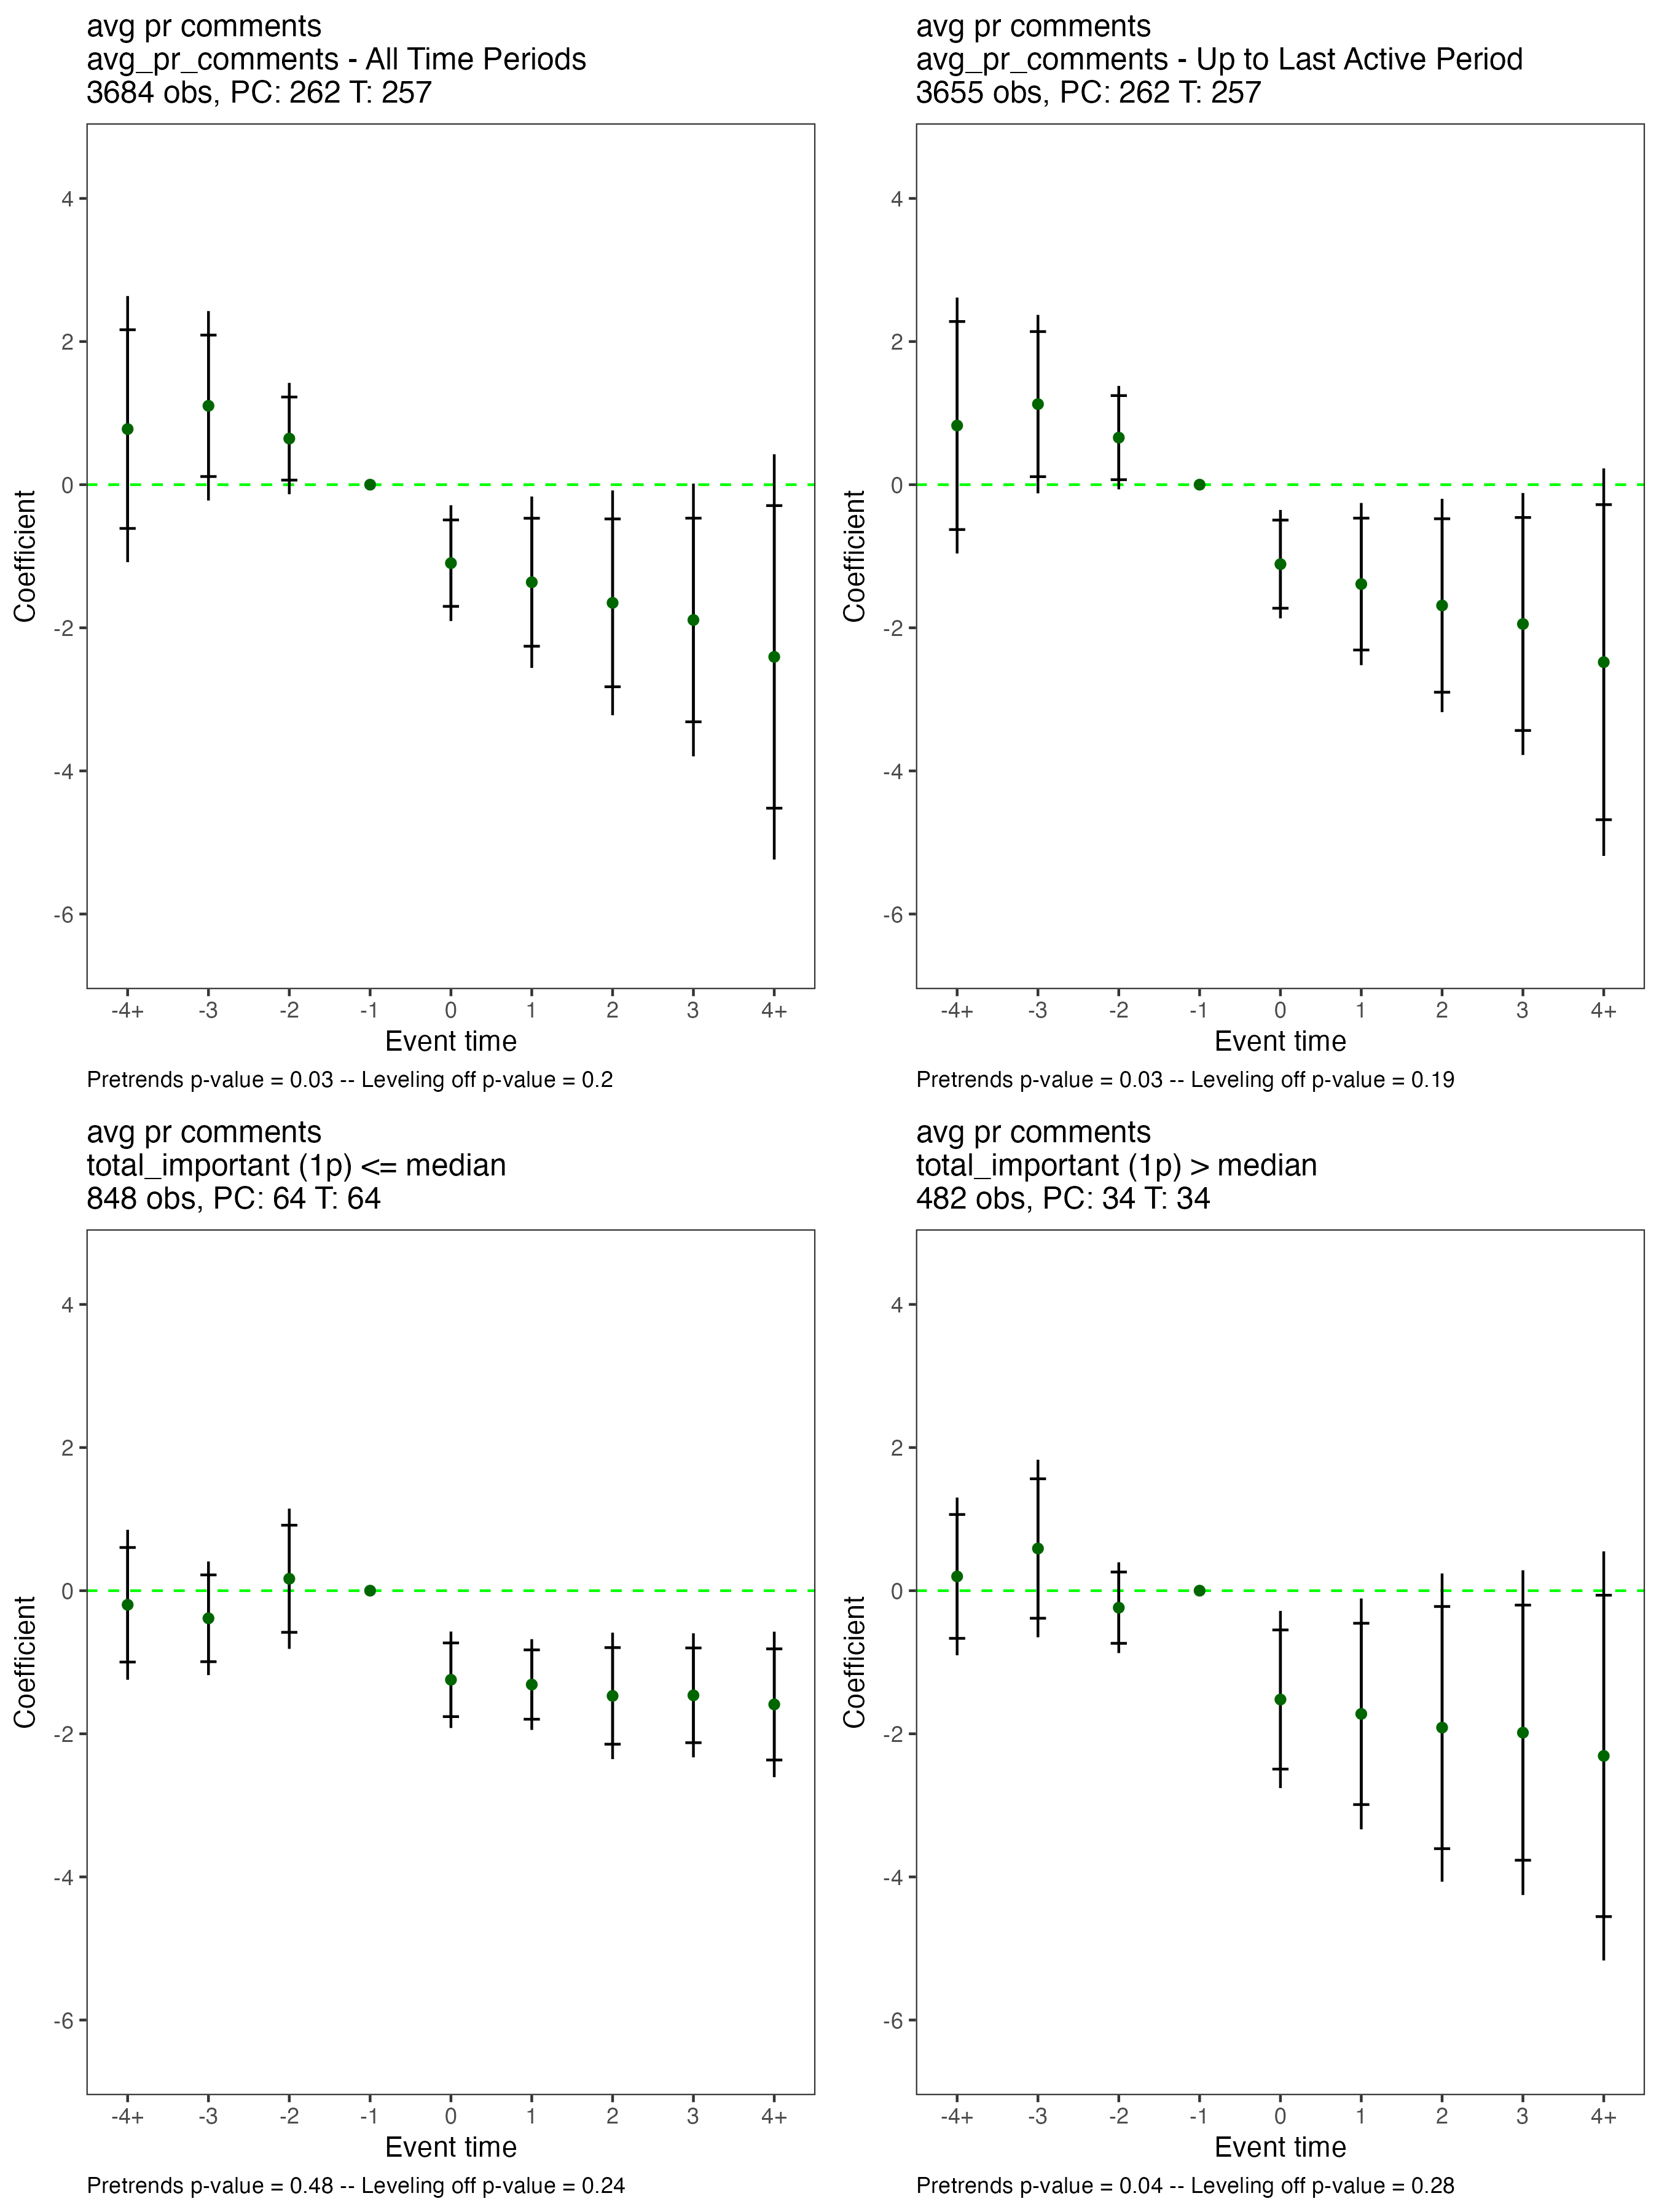 avg pr comments
avg_pr_comments - All Time Periods
3684 obs, PC: 262 T: 257
Coefficient
4
2
0
-2
-4
-6
-4+ -3 -2 -1 0 1 2 3 4+
Event time
Pretrends p-value = 0.03 -- Leveling off p-value = 0.2
avg pr comments
avg_pr_comments - Up to Last Active Period
3655 obs, PC: 262 T: 257
Coefficient
4
2
0
-2
-4
-6
-4+ -3 -2 -1 0 1 2 3 4+
Event time
Pretrends p-value = 0.03 -- Leveling off p-value = 0.19
avg pr comments
total_important (1p) <= median
848 obs, PC: 64 T: 64
Coefficient
4
2
0
-2
-4
-6
-4+ -3 -2 -1 0 1 2 3 4+
Event time
Pretrends p-value = 0.48 -- Leveling off p-value = 0.24
avg pr comments
total_important (1p) > median
482 obs, PC: 34 T: 34
Coefficient
4
2
0
-2
-4
-6
-4+ -3 -2 -1 0 1 2 3 4+
Event time
Pretrends p-value = 0.04 -- Leveling off p-value = 0.28